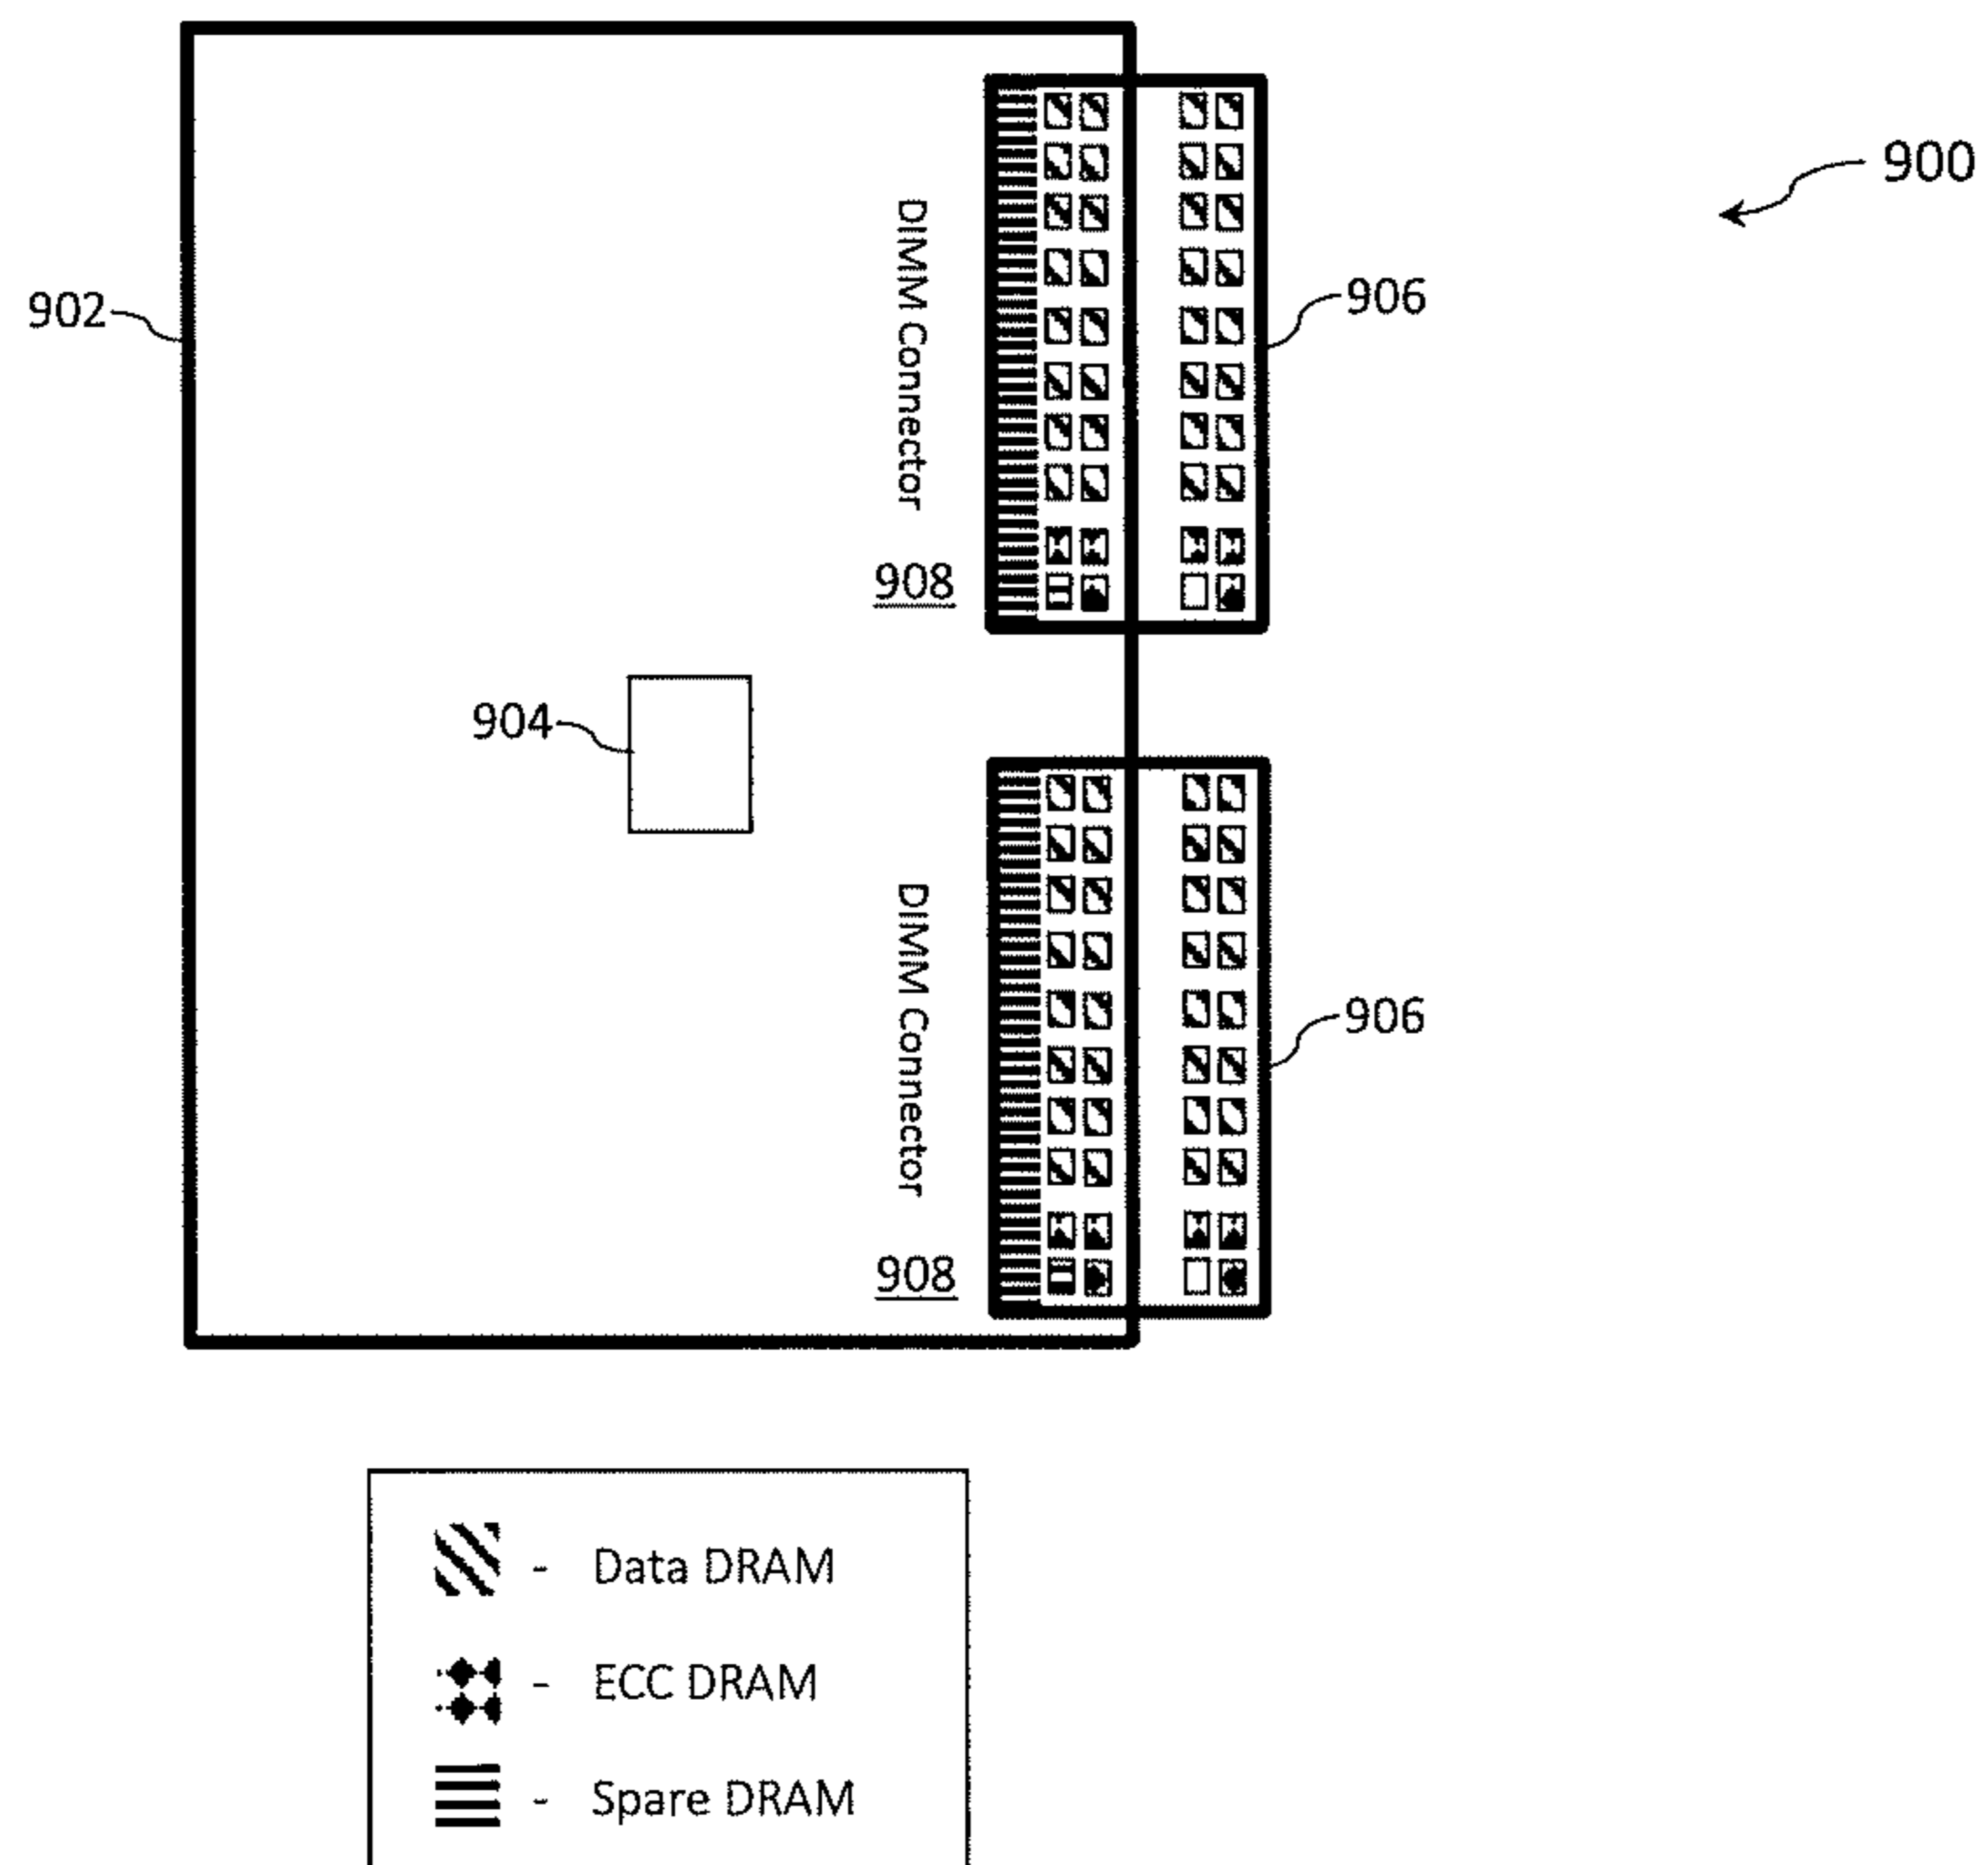 900
902
DIMM Connector
906
908
904
DIMM Connector
906
908
- Data DRAM
- ECC DRAM
- Spare DRAM